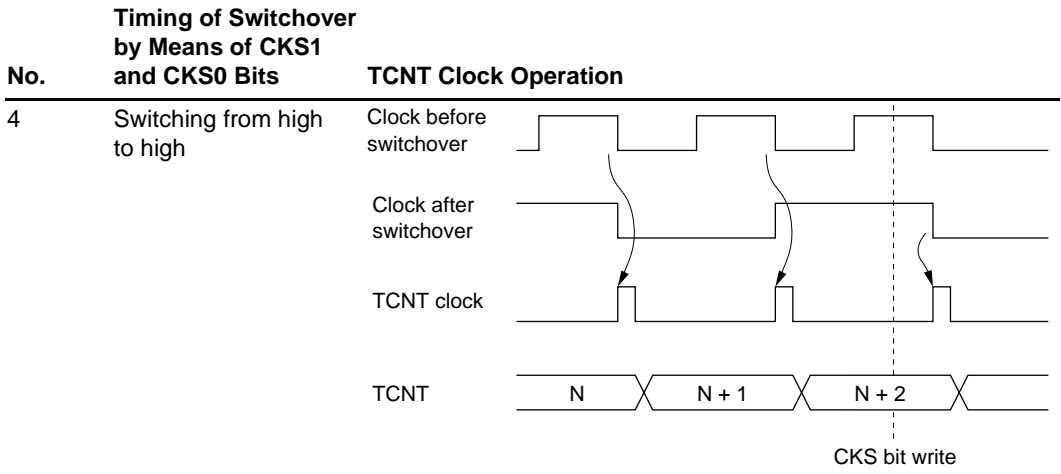 Timing of Switchover
by Means of CKS1
No. and CKS0 Bits TCNT Clock Operation
4 Switching from high
to high
Clock before
switchover
Clock after
switchover
TCNT clock
TCNT N N + 1 N + 2
CKS bit write